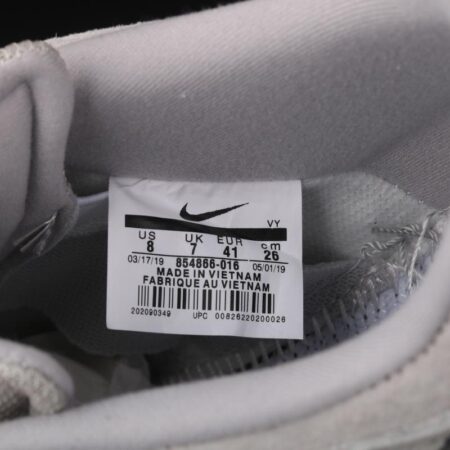 VY
US UK EUR cm
8 7 41 26
03/17/19 854866-016 05/01/19
MADE IN VIETNAM
FABRIQUE AU VIETNAM
202090349 UPC 00826220200026